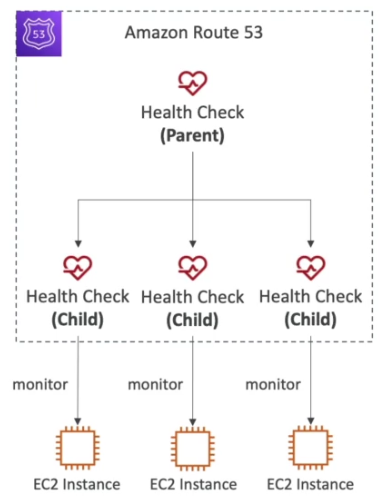 53
Amazon Route 53
Health Check
(Parent)
Health Check
(Child)
Health Check
(Child)
Health Check
(Child)
monitor
monitor
monitor
EC2 Instance
EC2 Instance
EC2 Instance